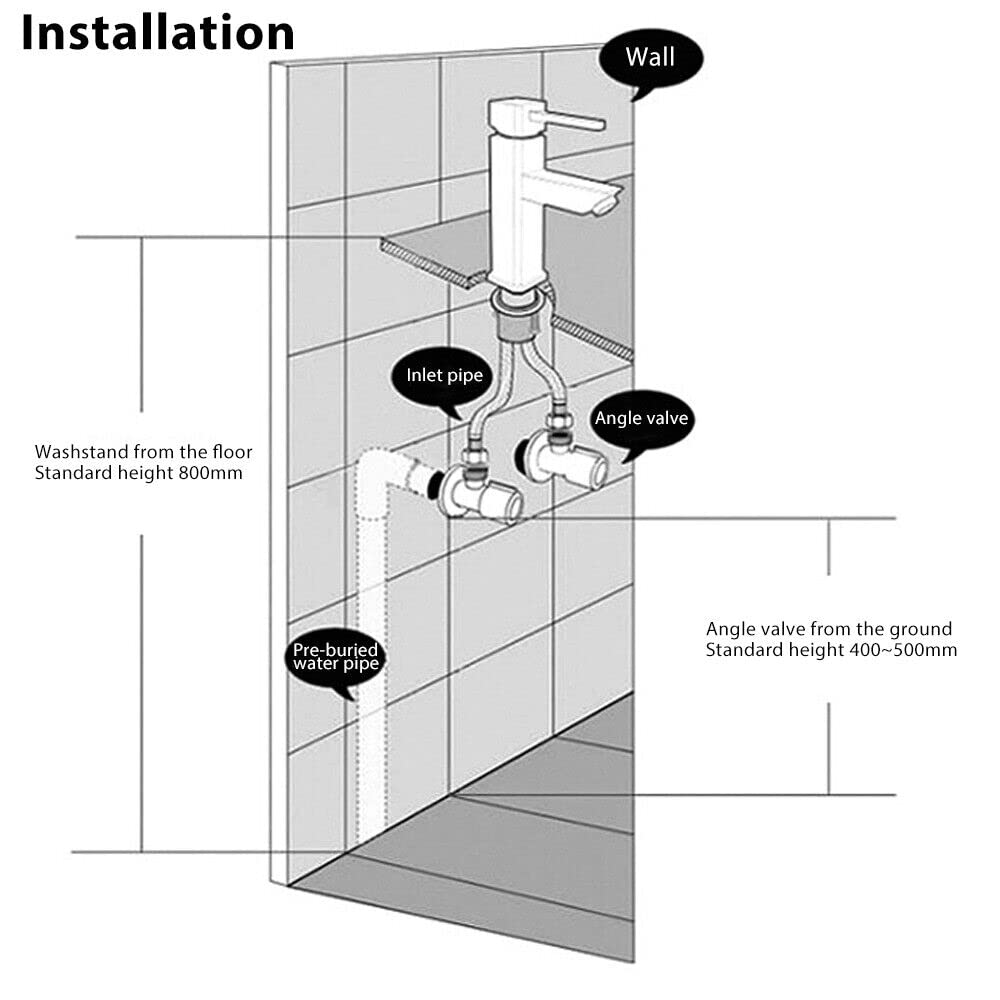 Installation
Wall
Inlet pipe
Angle valve
Washstand from the floor
Standard height 800mm
Angle valve from the ground
Standard height 400~500mm
Pre-buried
water pipe